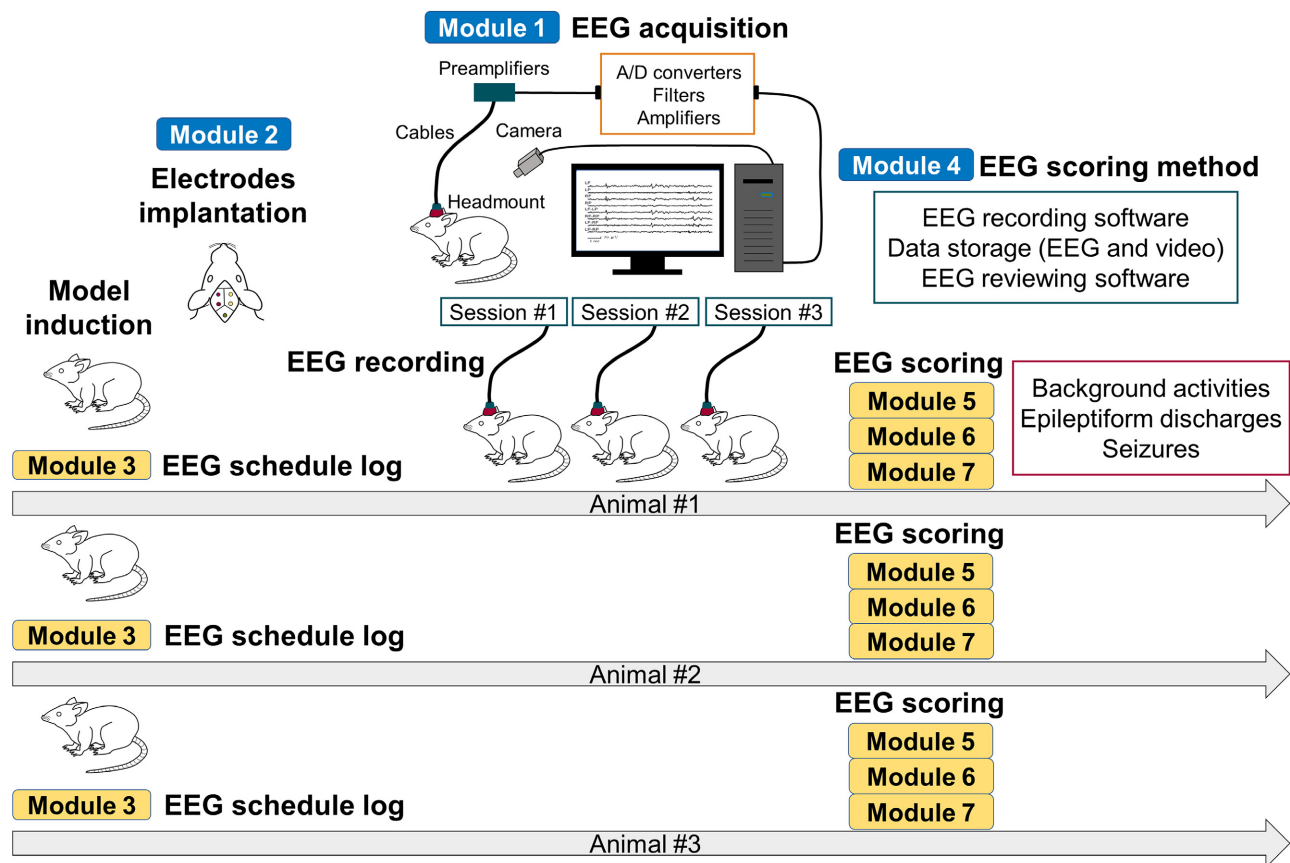 Module 1 EEG acquisition
Preamplifiers
A/D converters
Filters
Amplifiers
Cables
Camera
Headmount
Module 2
Electrodes
implantation
Module 4 EEG scoring method
EEG recording software
Data storage (EEG and video)
EEG reviewing software
Model
induction
Session #1 Session #2 Session #3
EEG recording
EEG scoring
Module 5
Module 6
Module 7
Background activities
Epileptiform discharges
Seizures
Module 3 EEG schedule log
Animal #1
EEG scoring
Module 5
Module 6
Module 7
Module 3 EEG schedule log
Animal #2
EEG scoring
Module 5
Module 6
Module 7
Module 3 EEG schedule log
Animal #3